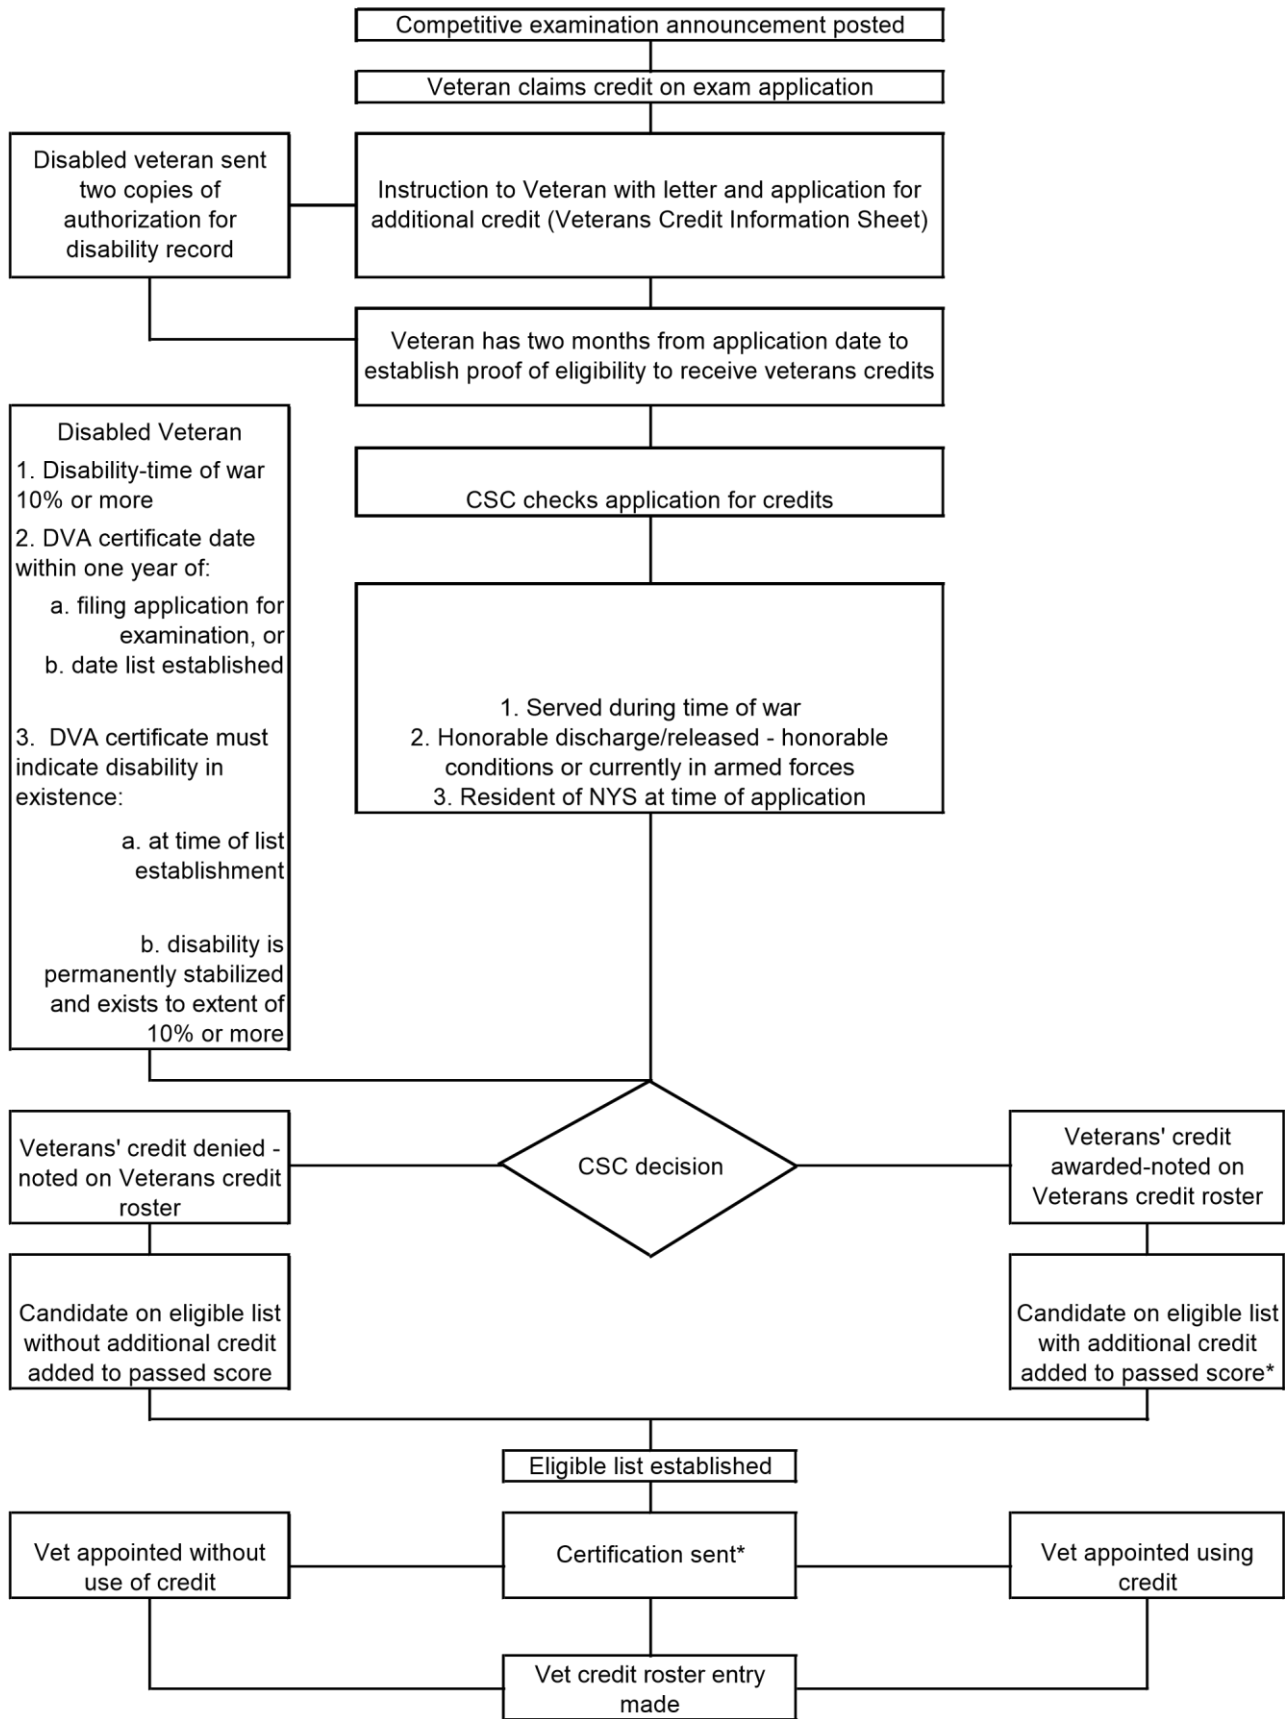 Competitive examination announcement posted
Veteran claims credit on exam application
Disabled veteran sent
two copies of
authorization for
disability record
Instruction to Veteran with letter and application for
additional credit (Veterans Credit Information Sheet)
Veteran has two months from application date to
establish proof of eligibility to receive veterans credits
Disabled Veteran
1. Disability-time of war
10% or more
2. DVA certificate date
within one year of:
a. filing application for
examination, or
b. date list established
3.  DVA certificate must
indicate disability in
existence:
a. at time of list
establishment
b. disability is
permanently stabilized
and exists to extent of
10% or more
CSC checks application for credits
1. Served during time of war
2. Honorable discharge/released - honorable
conditions or currently in armed forces
3. Resident of NYS at time of application
CSC decision
Veterans' credit denied -
noted on Veterans credit
roster
Veterans' credit
awarded-noted on
Veterans credit roster
Candidate on eligible list
without additional credit
added to passed score
Candidate on eligible list
with additional credit
added to passed score*
Eligible list established
Vet appointed without
use of credit
Certification sent*
Vet appointed using
credit
Vet credit roster entry
made